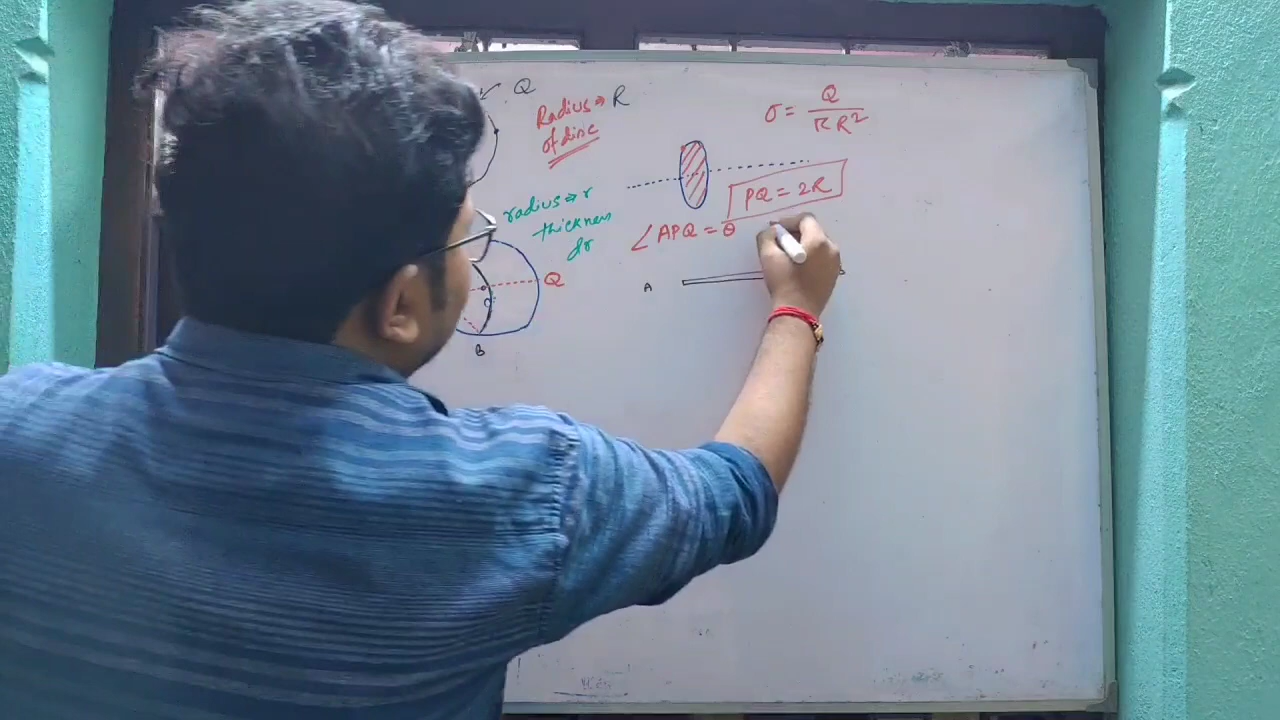 Q
Radius ⇒ R
of disc
σ = Q / πR²
PQ = 2R
radius ⇒ r
thickness
dr
∠APQ = θ
Q
A
B